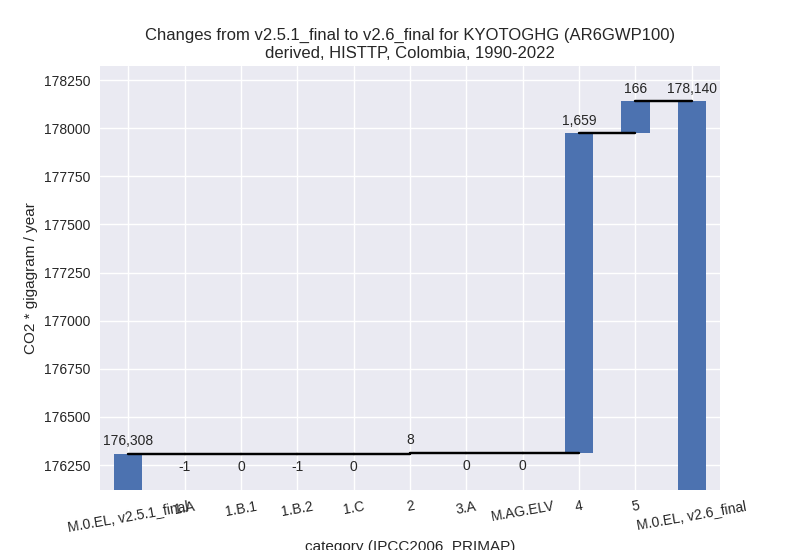 Changes from v2.5.1_final to v2.6_final for KYOTOGHG (AR6GWP100)
derived, HISTTP, Colombia, 1990-2022
178250
178000
177750
177500
177250
177000
176750
176500
176250
CO2 * gigagram / year
176,308
-1
0
-1
0
8
0
0
1,659
166
178,140
M.0.EL, v2.5.1_final
1.A
1.B.1
1.B.2
1.C
2
3.A
M.AG.ELV
4
5
M.0.EL, v2.6_final
category (IPCC2006_PRIMAP)